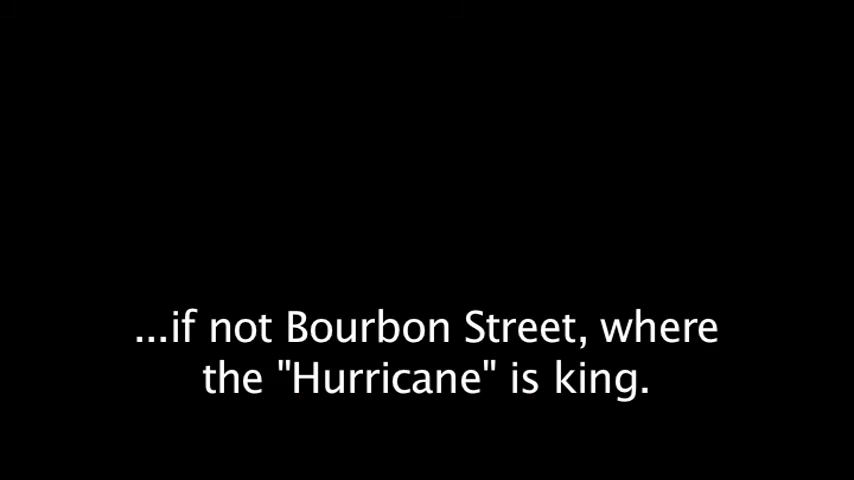 ...if not Bourbon Street, where
the "Hurricane" is king.